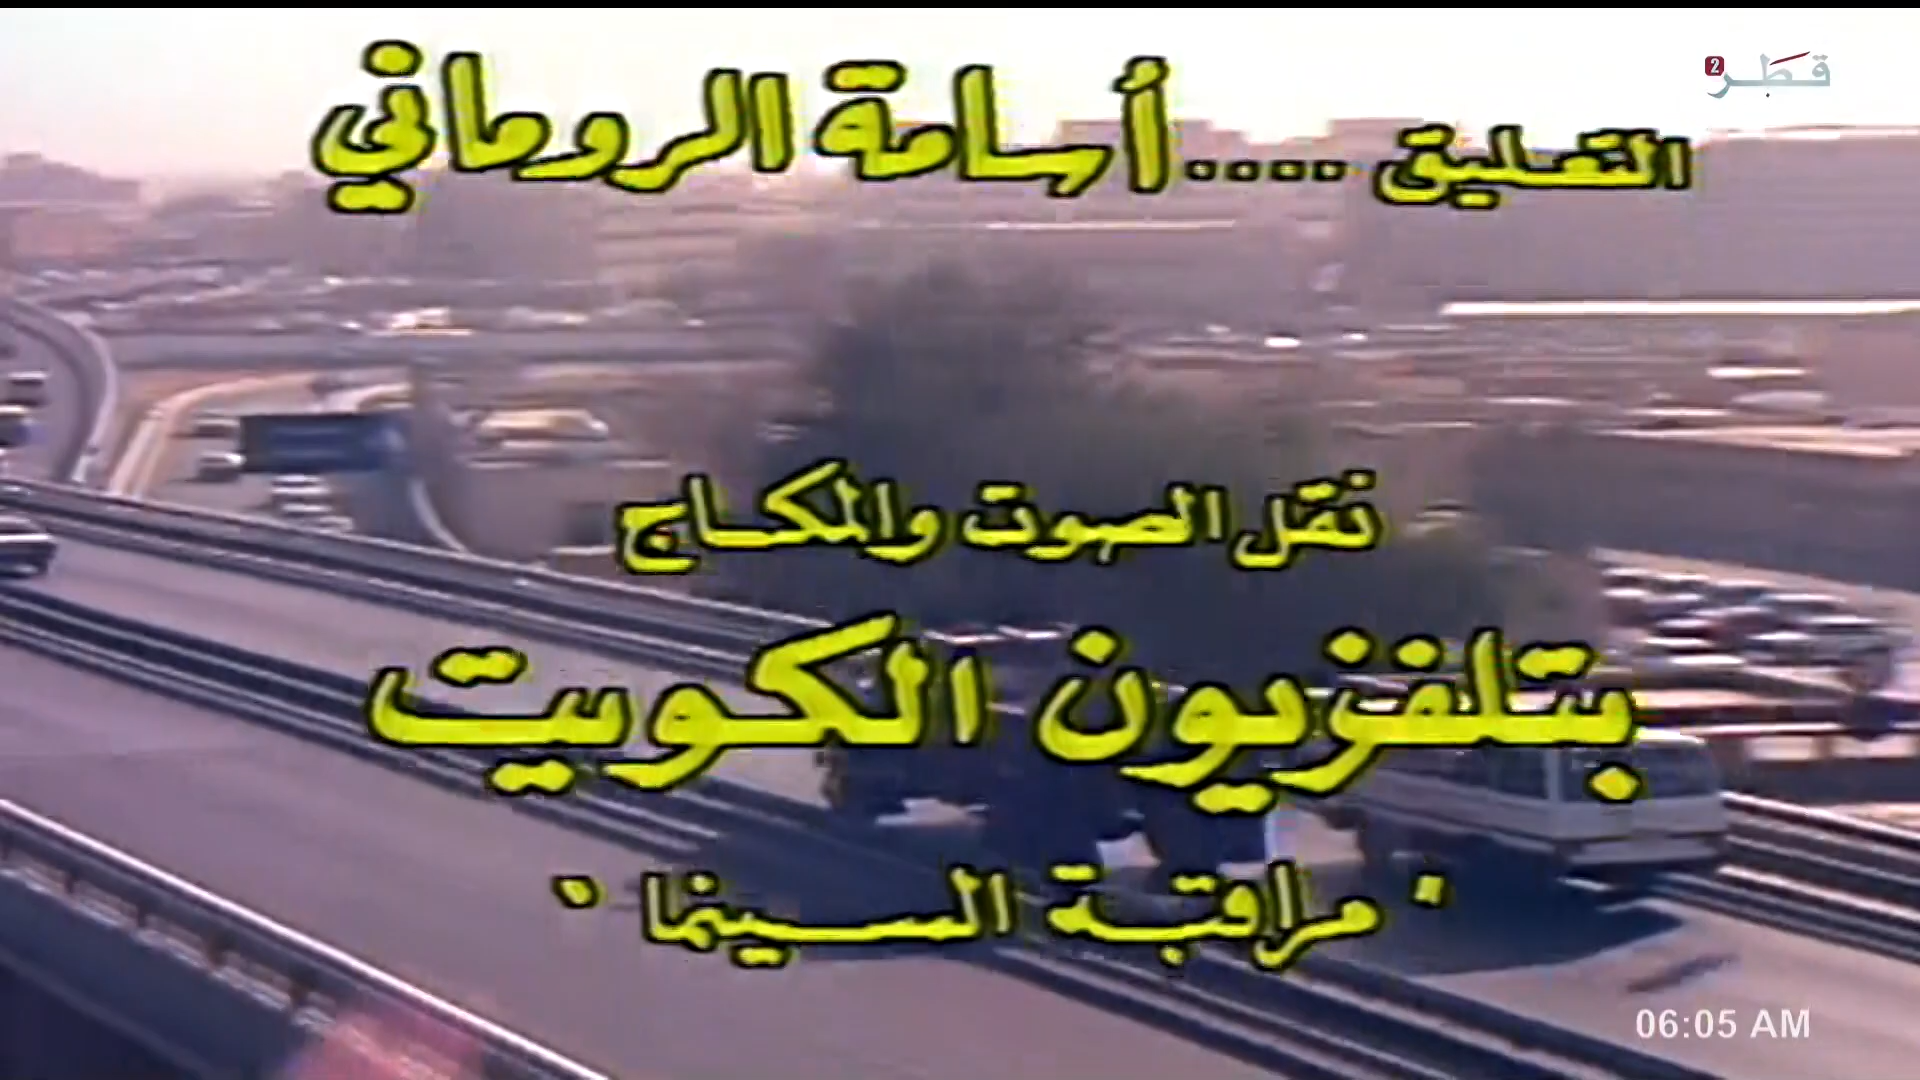 قطر 2
التعليق .... أسامة الروماني
نقل الصوت والمكساج
بتلفزيون الكويت
" مراقبة السينما "
06:05 AM